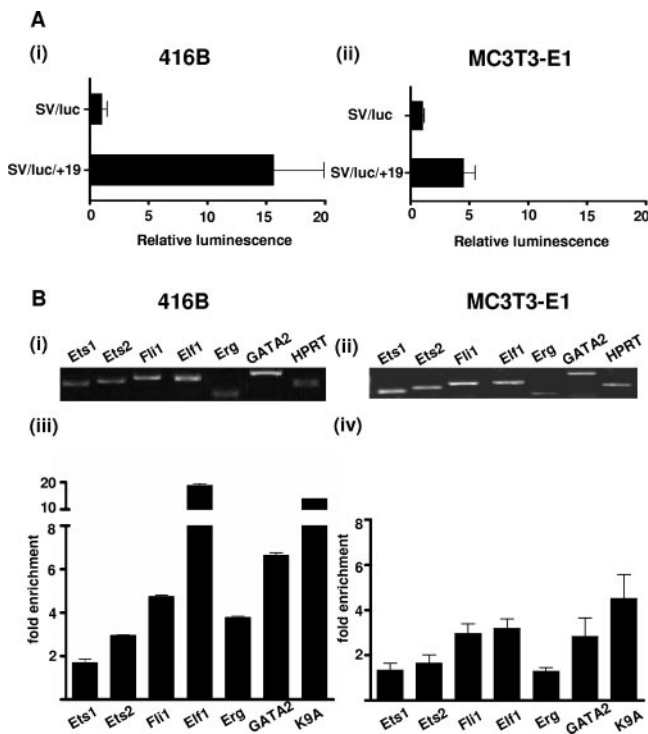 A
(i) 416B
SV/luc
SV/luc/+19
0 5 10 15 20
Relative luminescence
(ii) MC3T3-E1
SV/luc
SV/luc/+19
0 5 10 15 20
Relative luminescence
B
416B
(i) Ets1 Ets2 Fli1 Elf1 Erg GATA2 HPRT
MC3T3-E1
(ii) Ets1 Ets2 Fli1 Elf1 Erg GATA2 HPRT
(iii)
fold enrichment
20
10
8
6
4
2
Ets1 Ets2 Fli1 Elf1 Erg GATA2 K9A
(iv)
fold enrichment
8
6
4
2
Ets1 Ets2 Fli1 Elf1 Erg GATA2 K9A